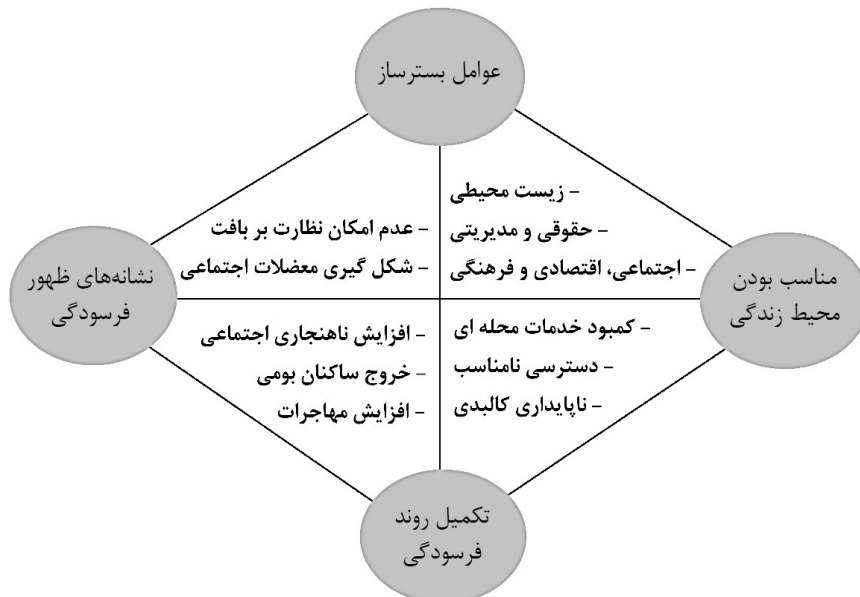 عوامل بسترساز
- زیست محیطی
- حقوقی و مدیریتی
- اجتماعی، اقتصادی و فرهنگی
- عدم امکان نظارت بر بافت
- شکل گیری معضلات اجتماعی
مناسب بودن
محیط زندگی
نشانه‌های ظهور
فرسودگی
- کمبود خدمات محله ای
- دسترسی نامناسب
- ناپایداری کالبدی
- افزایش ناهنجاری اجتماعی
- خروج ساکنان بومی
- افزایش مهاجرات
تکمیل روند
فرسودگی